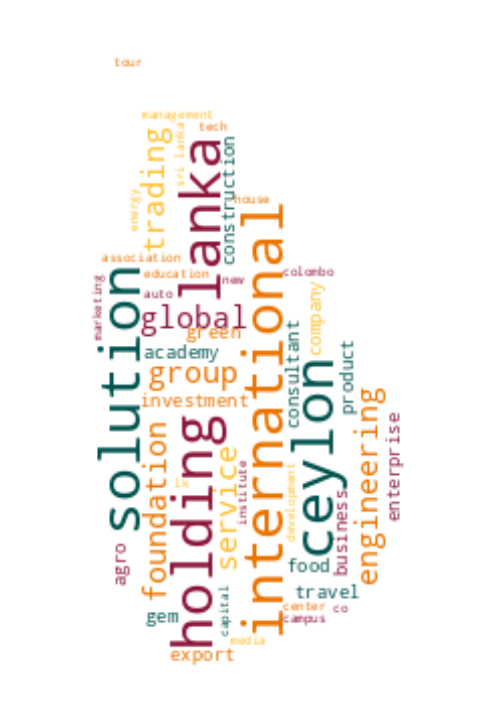 tour
management
tech
sri lanka
trading
lanka
construction
energy
house
international
association
education
new
colombo
marketing
solution
auto
global
green
company
consultant
academy
product
group
ceylon
investment
engineering
holding
foundation
enterprise
service
lk
institute
development
business
agro
food
travel
capital
center
co
gem
campus
media
export